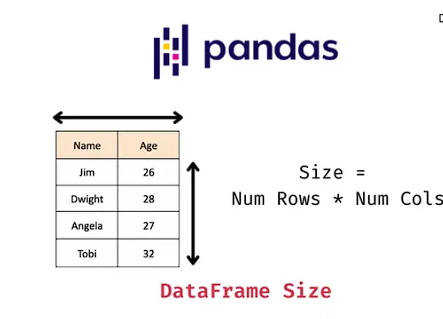 pandas
Name Age
Jim 26
Dwight 28
Angela 27
Tobi 32
Size =
Num Rows * Num Cols
DataFrame Size